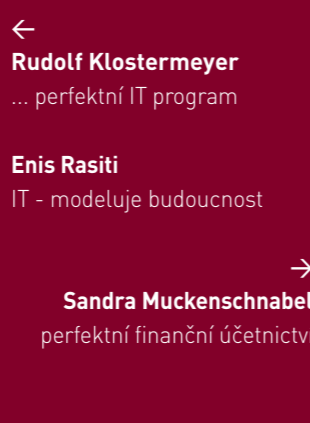 ←
Rudolf Klostermeyer
... perfektní IT program
Enis Rasiti
IT - modeluje budoucnost
→
Sandra Muckenschnabel
perfektní finanční účetnictví